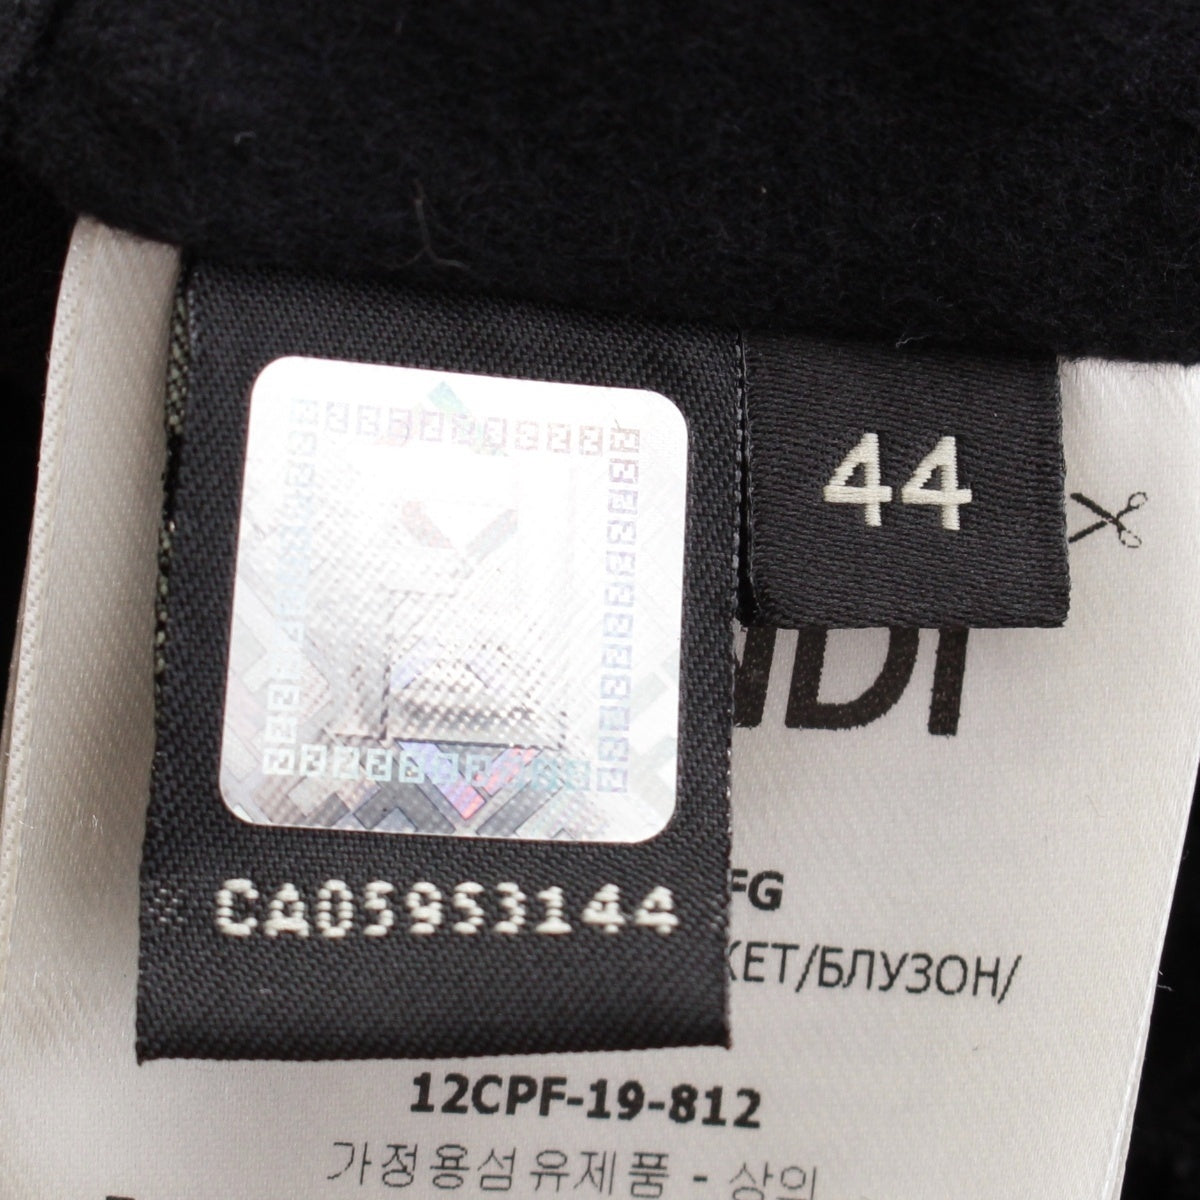 44
NDI
CA05953144
FG
КЕТ/БЛУЗОН/
12CPF-19-812
가정용섬유제품 - 상의